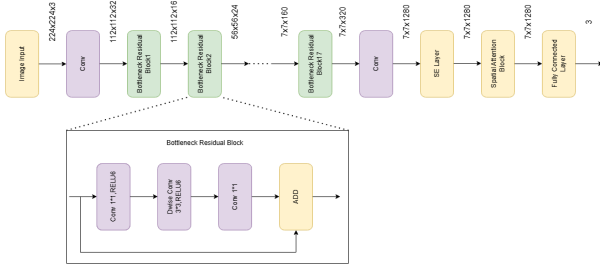 224x224x3
112x112x32
112x112x16
56x56x24
7x7x160
7x7x320
7x7x1280
7x7x1280
7x7x1280
3
Image Input
Conv
Bottleneck Residual
Block1
Bottleneck Residual
Block2
Bottleneck Residual
Block17
Conv
SE Layer
Spatial Attention
Block
Fully Connected
Layer
Bottleneck Residual Block
Conv 1*1,RELU6
Dwise Conv
3*3,RELU6
Conv 1*1
ADD